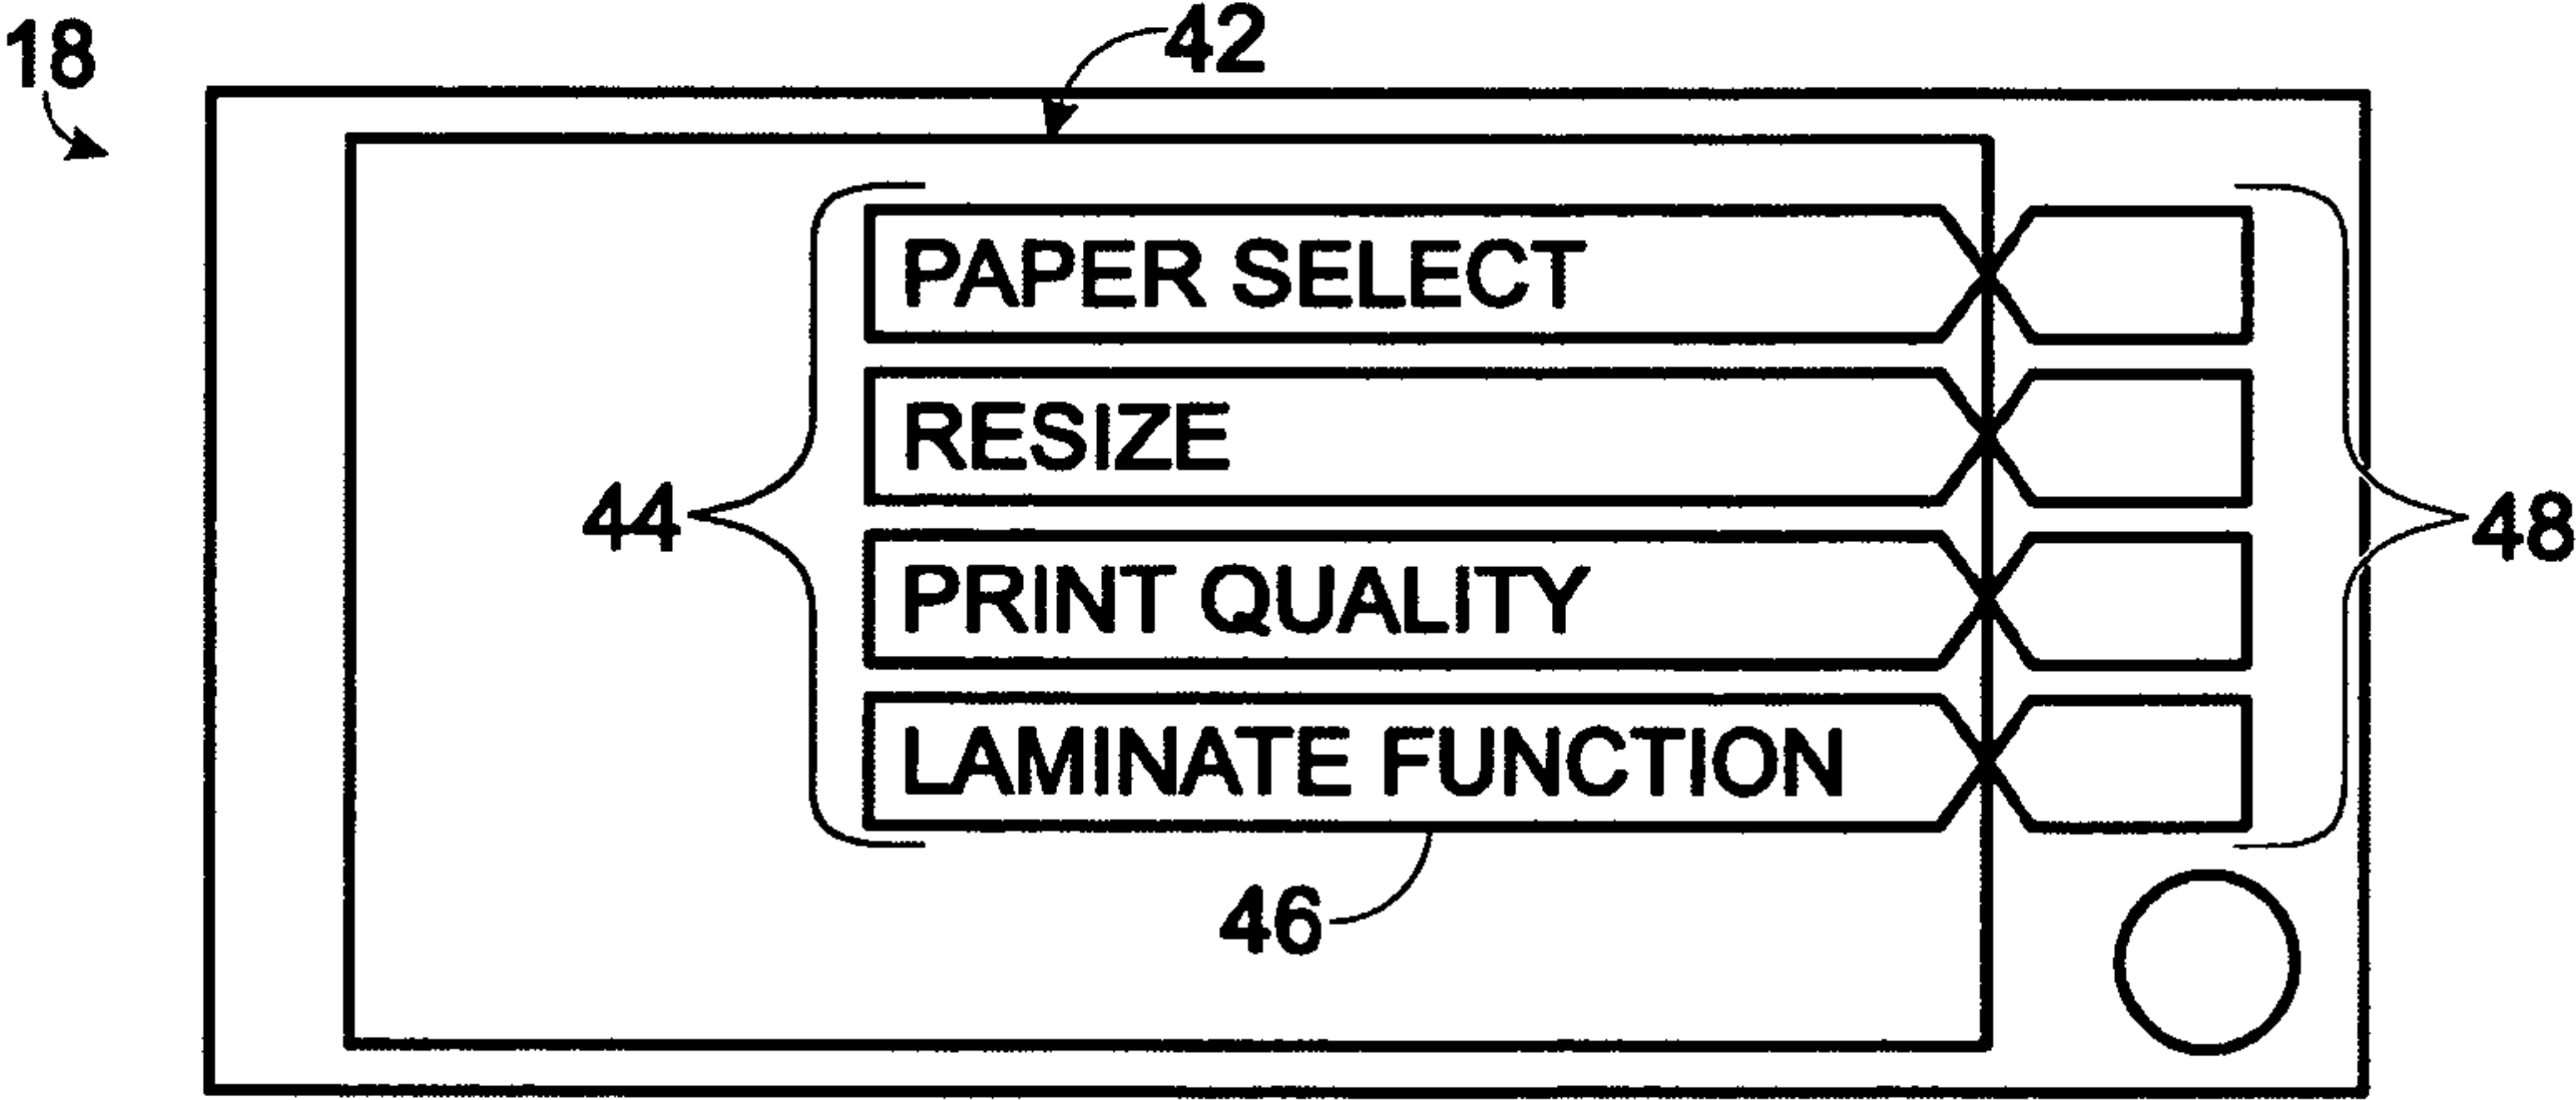 18
42
PAPER SELECT
RESIZE
44
48
PRINT QUALITY
LAMINATE FUNCTION
46